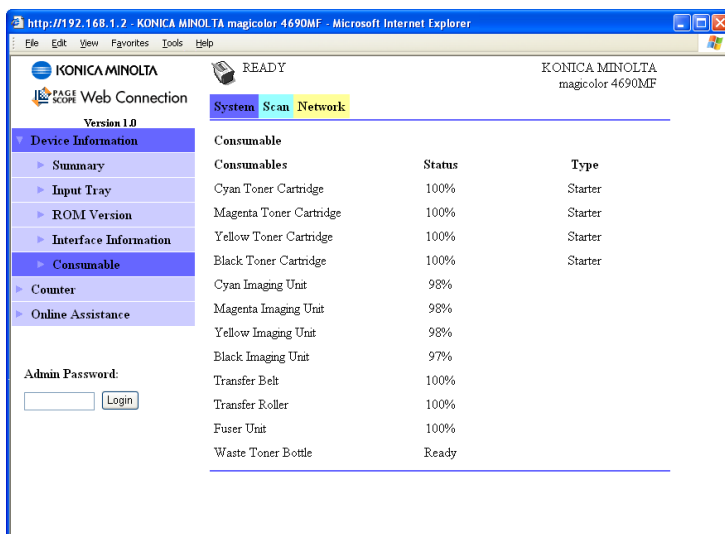 http://192.168.1.2 - KONICA MINOLTA magicolor 4690MF - Microsoft Internet Explorer
File Edit View Favorites Tools Help
KONICA MINOLTA
READY
KONICA MINOLTA
magicolor 4690MF
PAGE SCOPE Web Connection
Version 1.0
System Scan Network
Device Information
Summary
Input Tray
ROM Version
Interface Information
Consumable
Counter
Online Assistance
Admin Password:
Login
Consumable
Consumables Status Type
Cyan Toner Cartridge 100% Starter
Magenta Toner Cartridge 100% Starter
Yellow Toner Cartridge 100% Starter
Black Toner Cartridge 100% Starter
Cyan Imaging Unit 98%
Magenta Imaging Unit 98%
Yellow Imaging Unit 98%
Black Imaging Unit 97%
Transfer Belt 100%
Transfer Roller 100%
Fuser Unit 100%
Waste Toner Bottle Ready